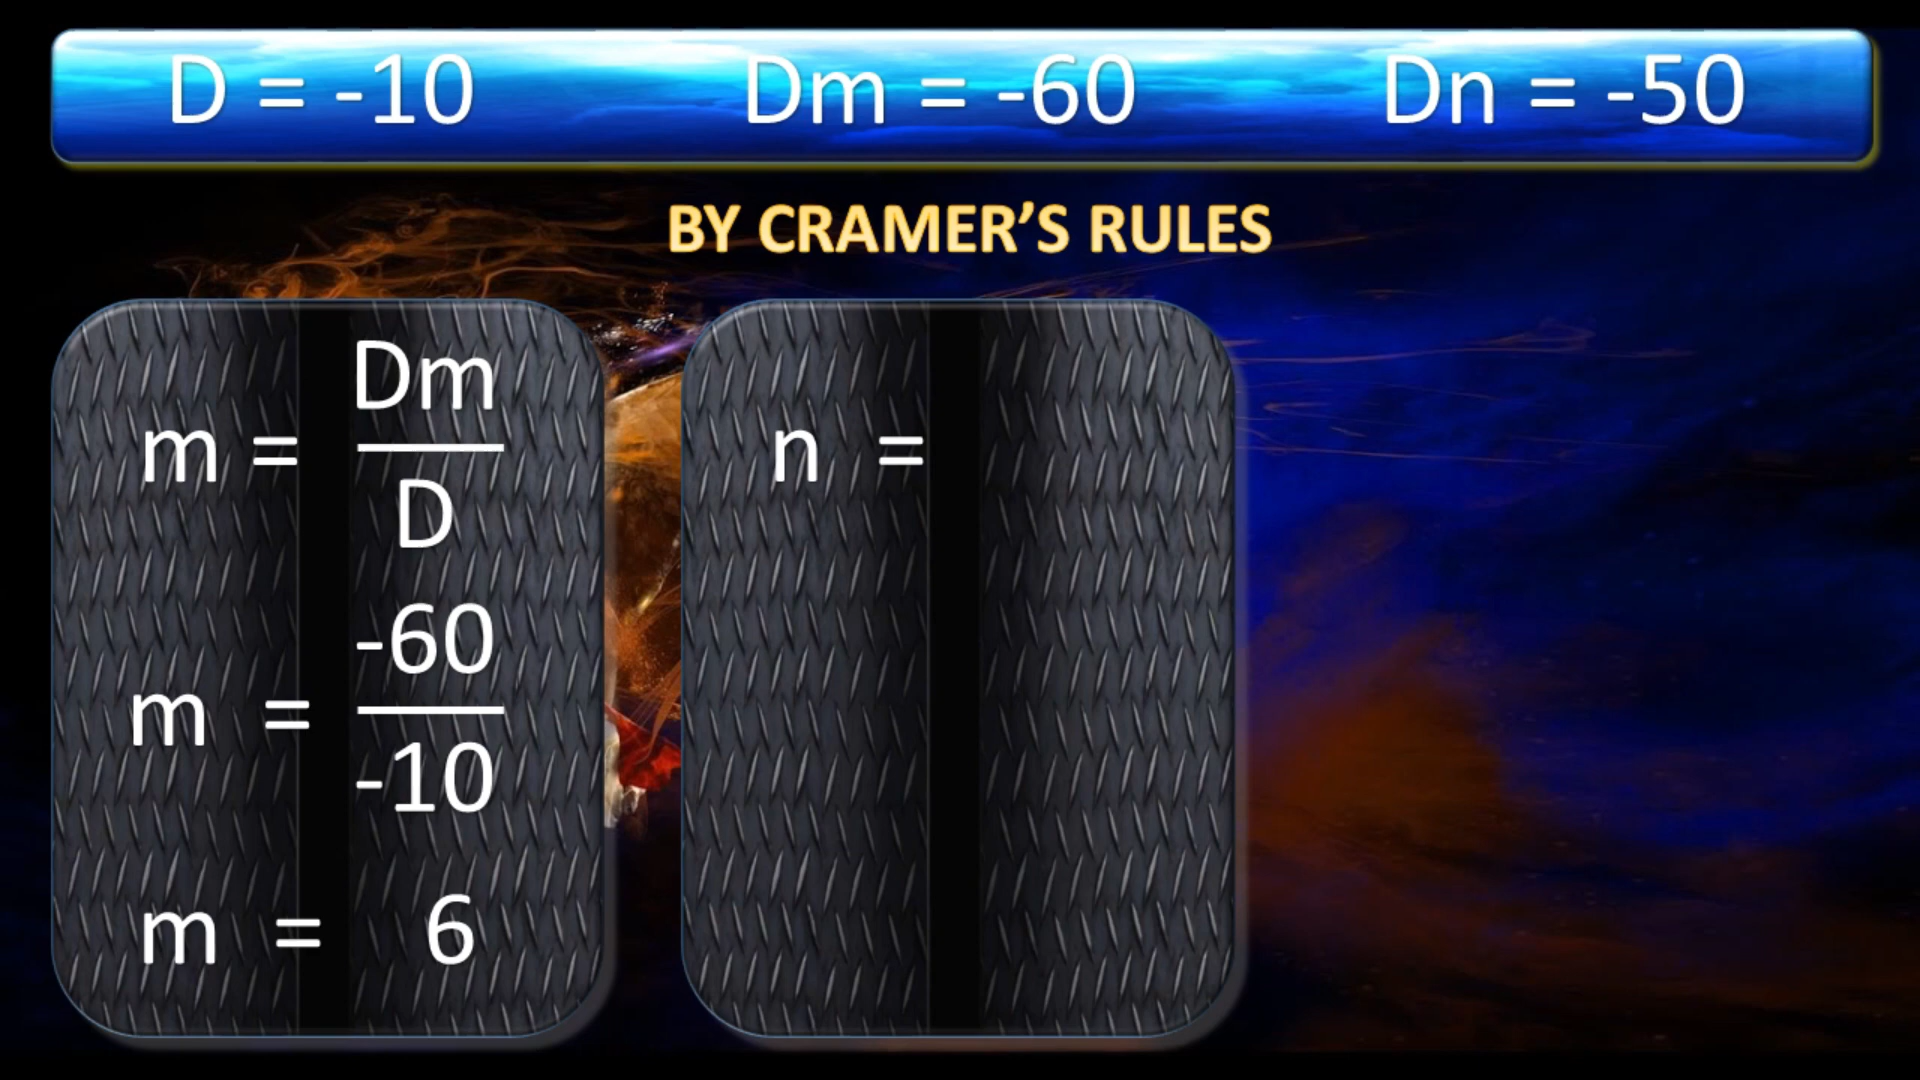 D = -10 Dm = -60 Dn = -50
BY CRAMER’S RULES
Dm
m =
D
-60
m =
-10
m = 6
n =